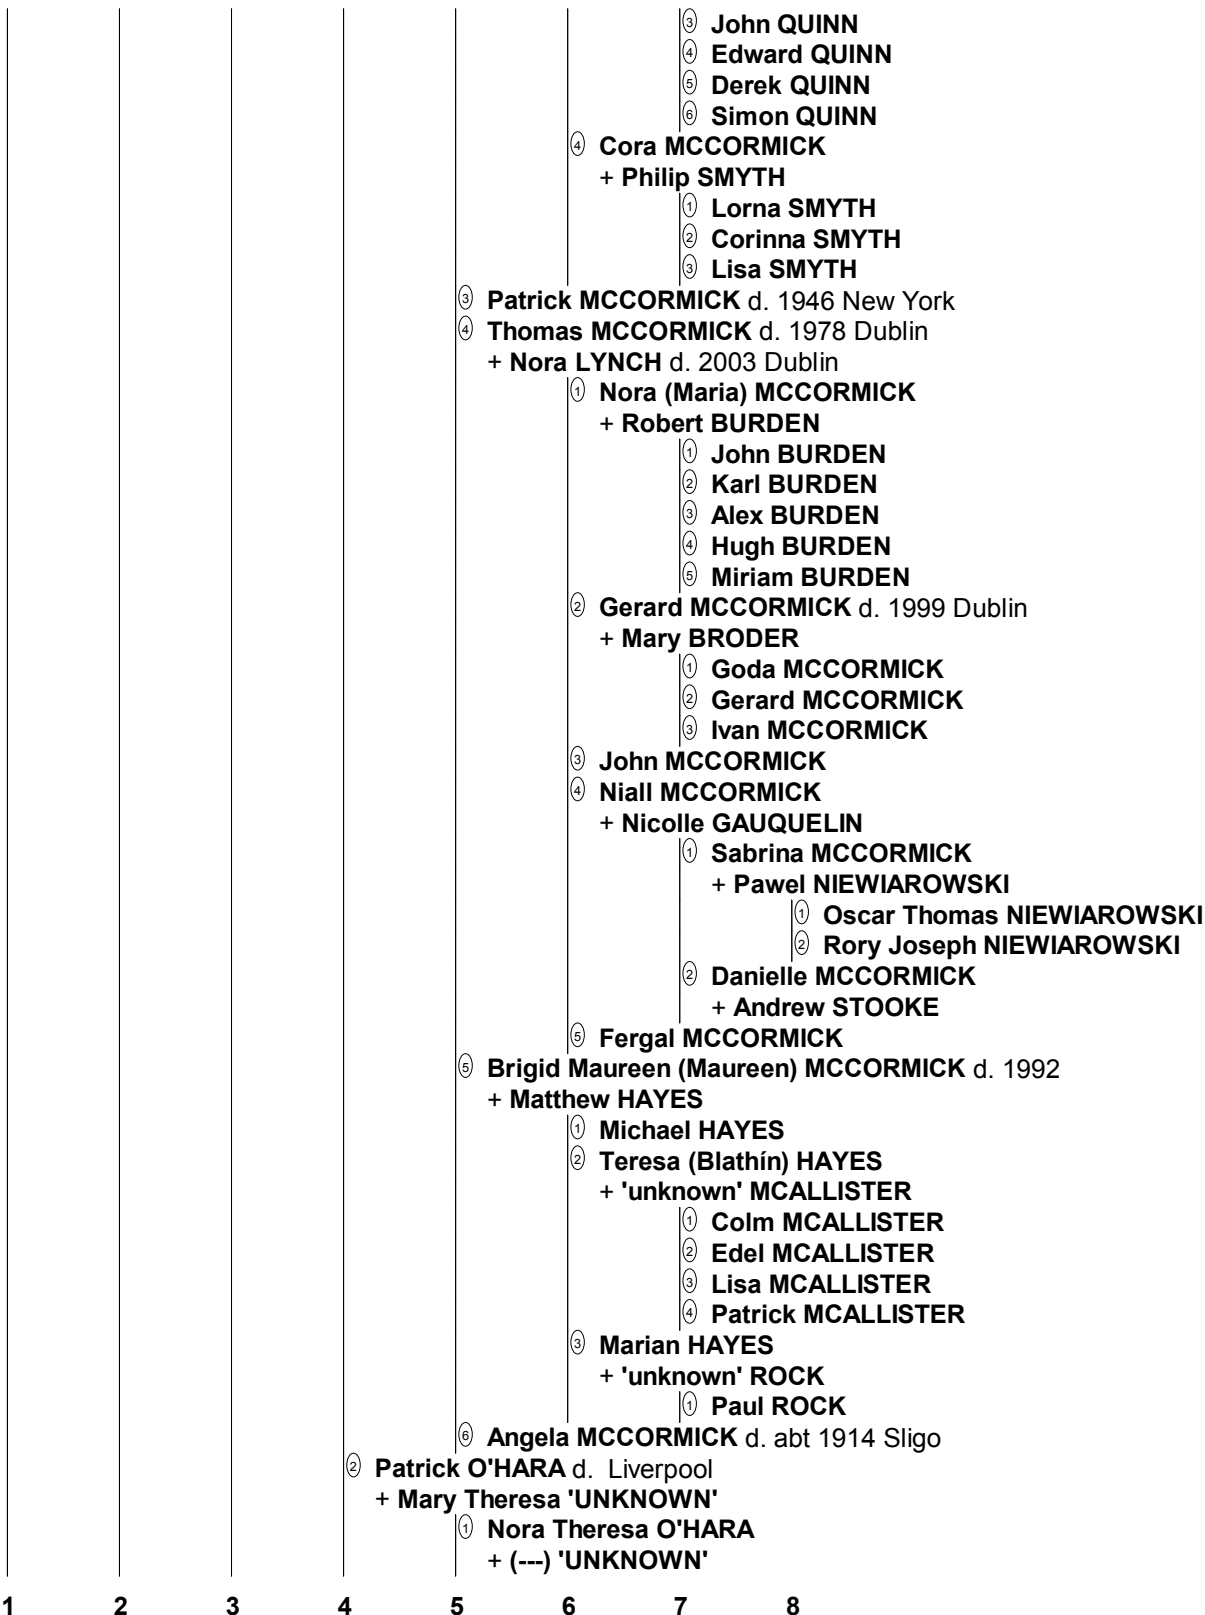 ③ John QUINN
④ Edward QUINN
⑤ Derek QUINN
⑥ Simon QUINN
④ Cora MCCORMICK
+ Philip SMYTH
① Lorna SMYTH
② Corinna SMYTH
③ Lisa SMYTH
③ Patrick MCCORMICK d. 1946 New York
④ Thomas MCCORMICK d. 1978 Dublin
+ Nora LYNCH d. 2003 Dublin
① Nora (Maria) MCCORMICK
+ Robert BURDEN
① John BURDEN
② Karl BURDEN
③ Alex BURDEN
④ Hugh BURDEN
⑤ Miriam BURDEN
② Gerard MCCORMICK d. 1999 Dublin
+ Mary BRODER
① Goda MCCORMICK
② Gerard MCCORMICK
③ Ivan MCCORMICK
③ John MCCORMICK
④ Niall MCCORMICK
+ Nicolle GAUQUELIN
① Sabrina MCCORMICK
+ Pawel NIEWIAROWSKI
① Oscar Thomas NIEWIAROWSKI
② Rory Joseph NIEWIAROWSKI
② Danielle MCCORMICK
+ Andrew STOOKE
⑤ Fergal MCCORMICK
⑤ Brigid Maureen (Maureen) MCCORMICK d. 1992
+ Matthew HAYES
① Michael HAYES
② Teresa (Blathín) HAYES
+ 'unknown' MCALLISTER
① Colm MCALLISTER
② Edel MCALLISTER
③ Lisa MCALLISTER
④ Patrick MCALLISTER
③ Marian HAYES
+ 'unknown' ROCK
① Paul ROCK
⑥ Angela MCCORMICK d. abt 1914 Sligo
② Patrick O'HARA d. Liverpool
+ Mary Theresa 'UNKNOWN'
① Nora Theresa O'HARA
+ (---) 'UNKNOWN'
1 2 3 4 5 6 7 8